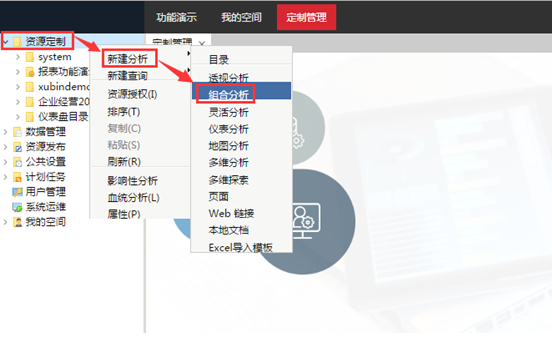 功能演示 我的空间 定制管理
资源定制
system
报表功能演
xubindemo
企业经营20
仪表盘目录
数据管理
资源发布
公共设置
计划任务
用户管理
系统运维
我的空间
定制管理 ×
新建分析
新建查询
资源授权(I)
排序(T)
复制(C)
粘贴(S)
刷新(R)
影响性分析
血统分析(L)
属性(P)
目录
透视分析
组合分析
灵活分析
仪表分析
地图分析
多维分析
多维探索
页面
Web 链接
本地文档
Excel导入模板